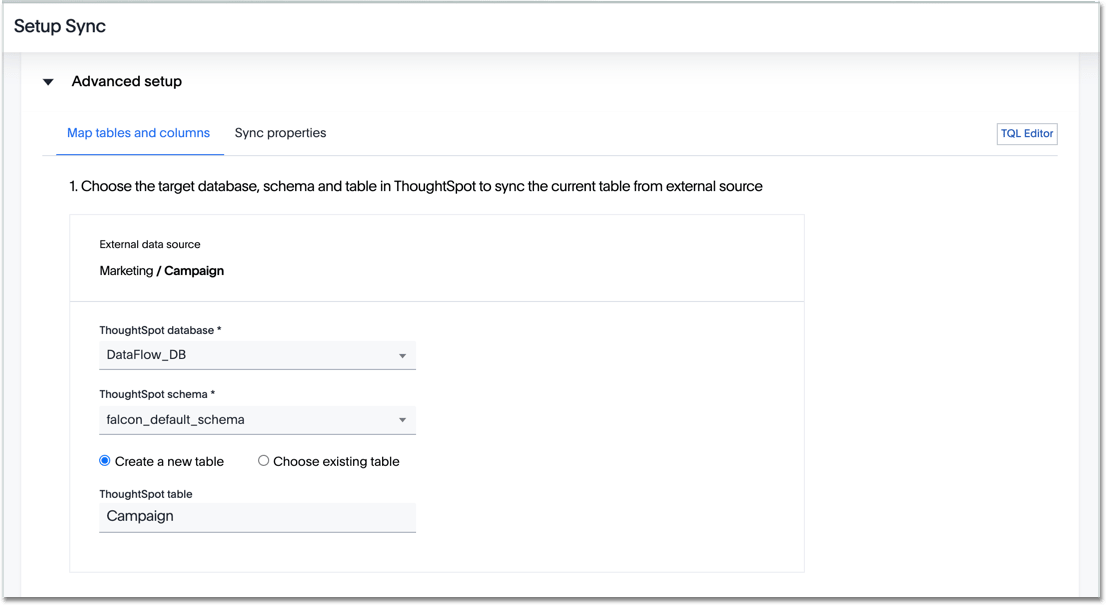 Setup Sync
Advanced setup
Map tables and columns
Sync properties
TQL Editor
1. Choose the target database, schema and table in ThoughtSpot to sync the current table from external source
External data source
Marketing / Campaign
ThoughtSpot database *
DataFlow_DB
ThoughtSpot schema *
falcon_default_schema
Create a new table
Choose existing table
ThoughtSpot table
Campaign